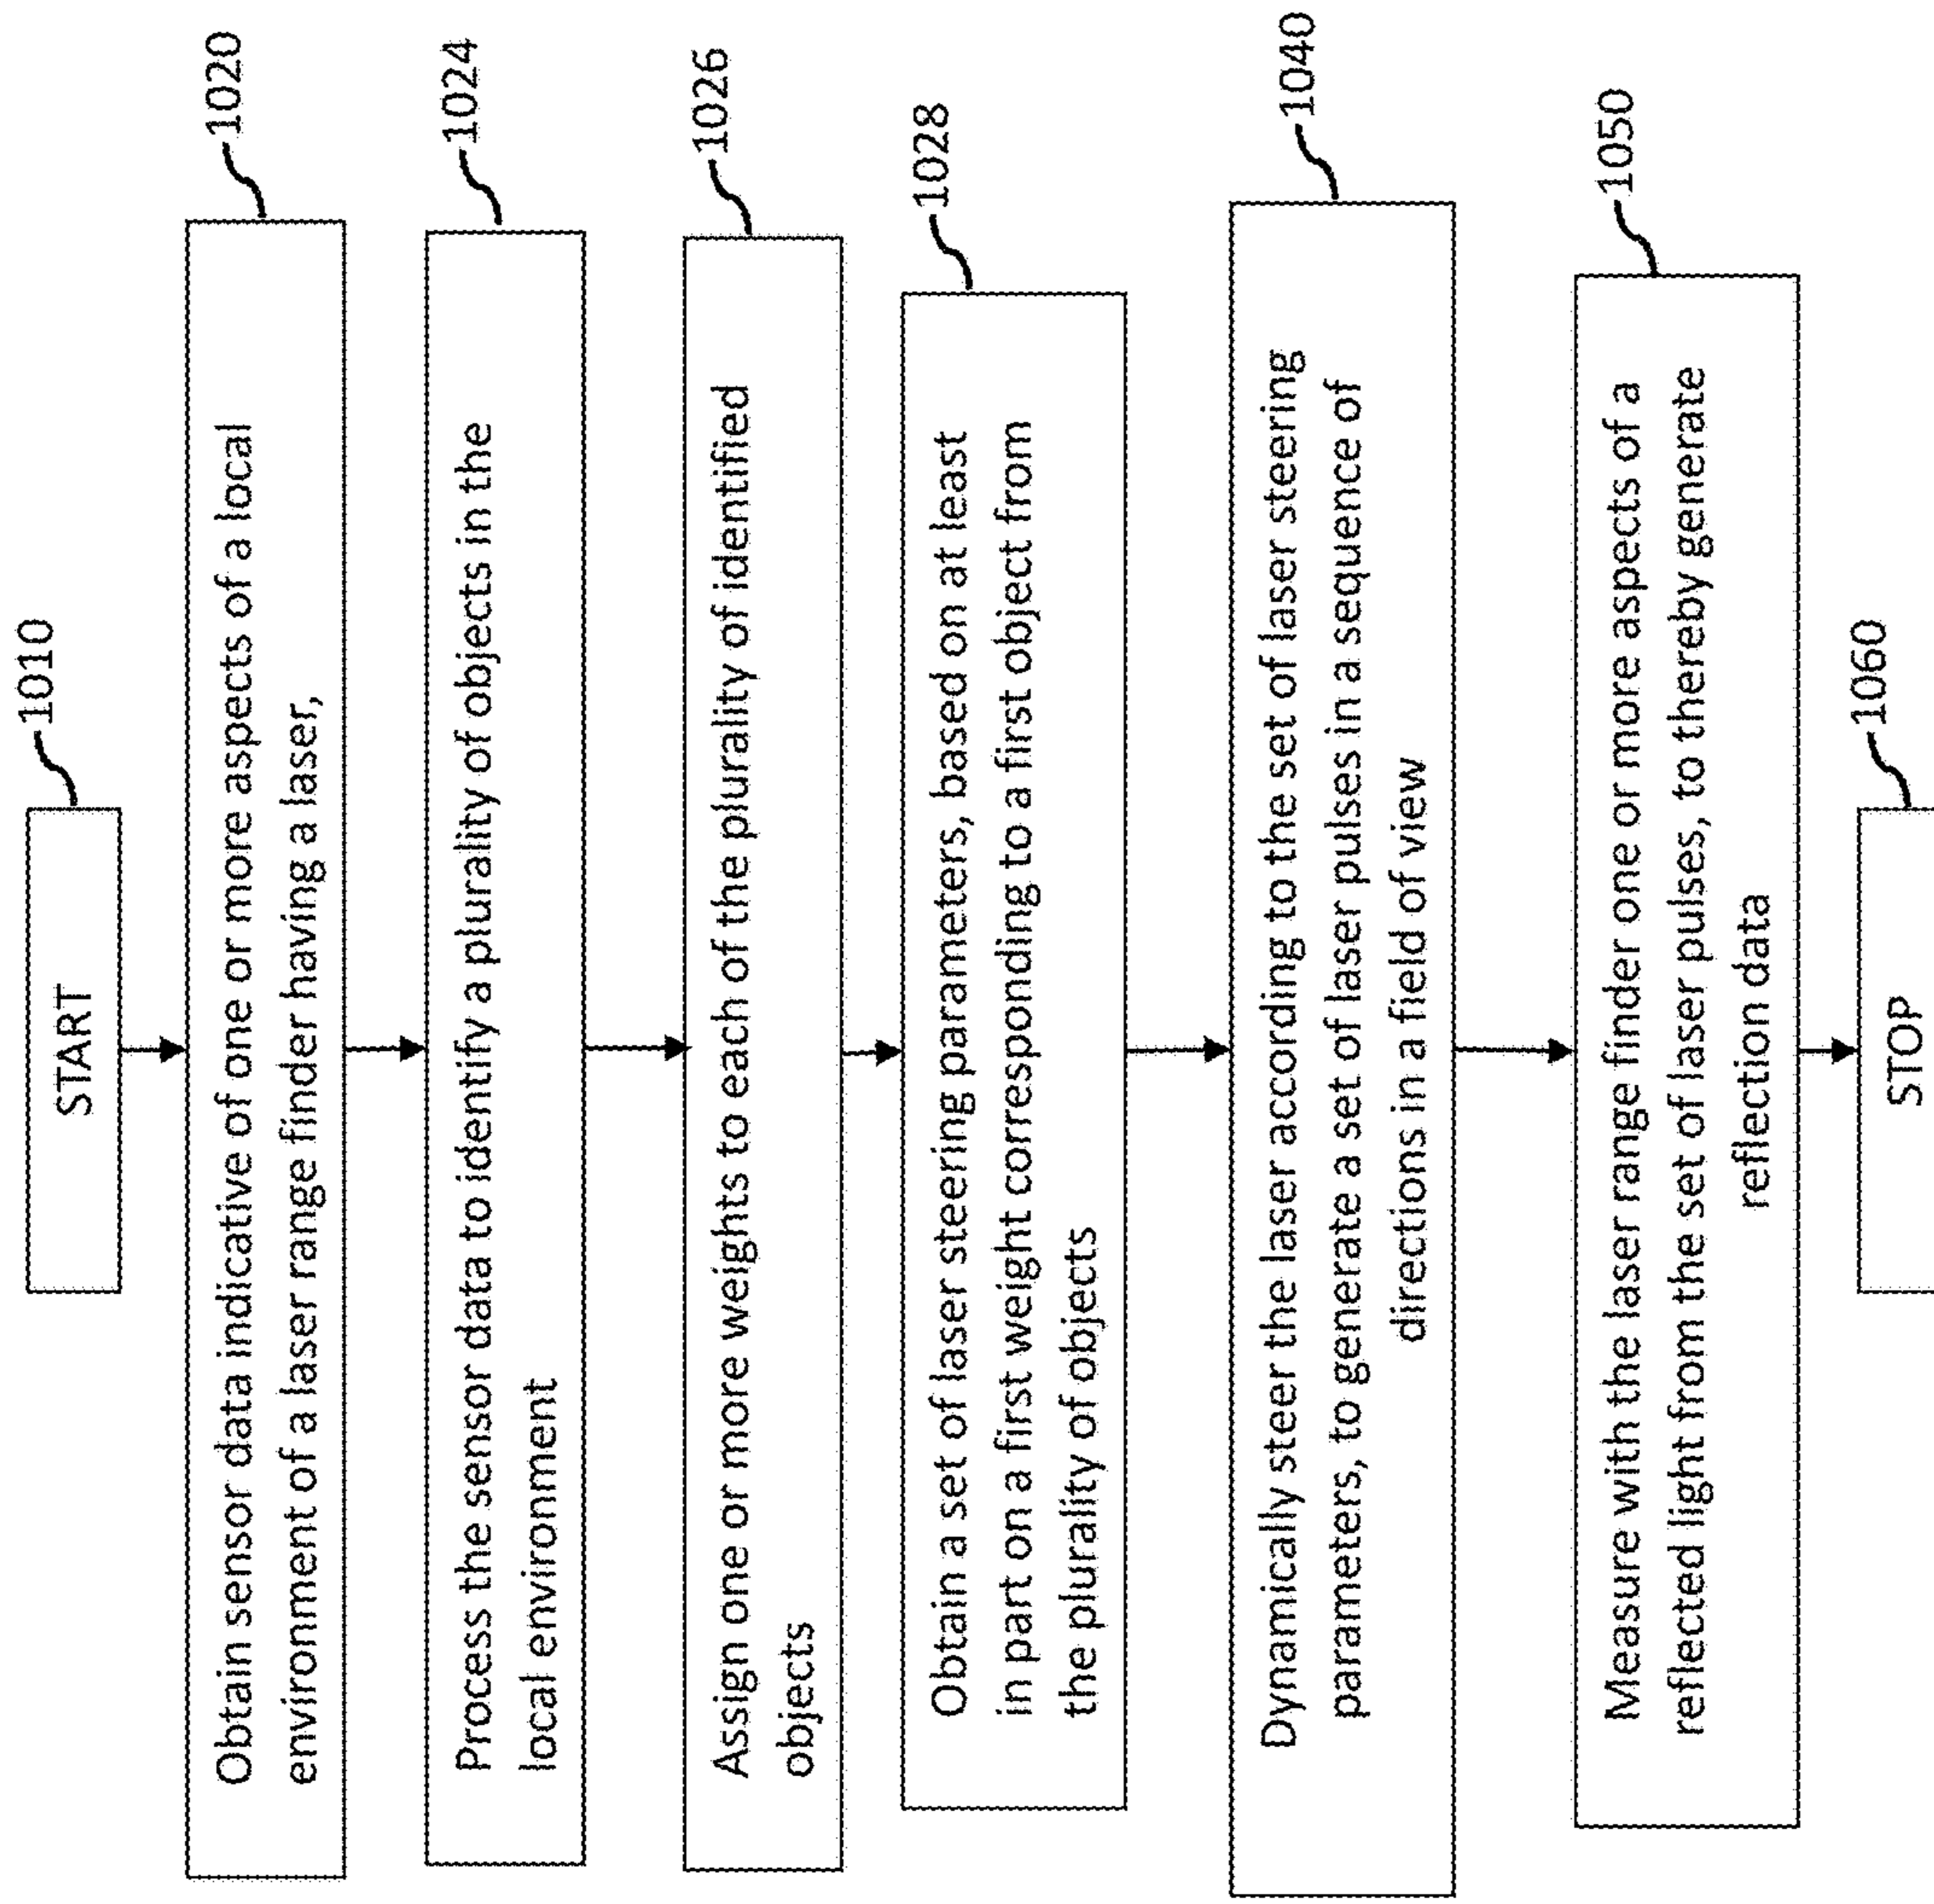 START
1010
Obtain sensor data indicative of one or more aspects of a local
environment of a laser range finder having a laser,
1020
Process the sensor data to identify a plurality of objects in the
local environment
1024
Assign one or more weights to each of the plurality of identified
objects
1026
Obtain a set of laser steering parameters, based on at least
in part on a first weight corresponding to a first object from
the plurality of objects
1028
Dynamically steer the laser according to the set of laser steering
parameters, to generate a set of laser pulses in a sequence of
directions in a field of view
1040
Measure with the laser range finder one or more aspects of a
reflected light from the set of laser pulses, to thereby generate
reflection data
1050
STOP
1060